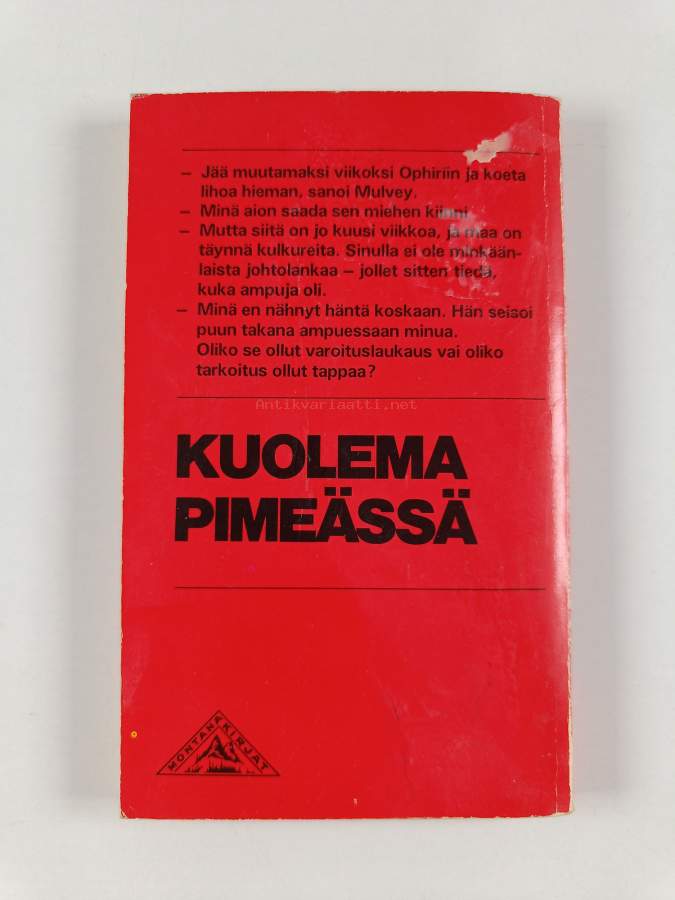 – Jää muutamaksi viikoksi Ophiriin ja koeta
lihoa hieman, sanoi Mulvey.
– Minä aion saada sen miehen kiinni.
– Mutta siitä on jo kuusi viikkoa, ja maa on
täynnä kulkureita. Sinulla ei ole minkään-
laista johtolankaa – jollet sitten tiedä,
kuka ampuja oli.
– Minä en nähnyt häntä koskaan. Hän seisoi
puun takana ampuessaan minua.
Oliko se ollut varoituslaukaus vai oliko
tarkoitus ollut tappaa?
Antikvariaatti.net
KUOLEMA
PIMEÄSSÄ
MONTANA KIRJAT